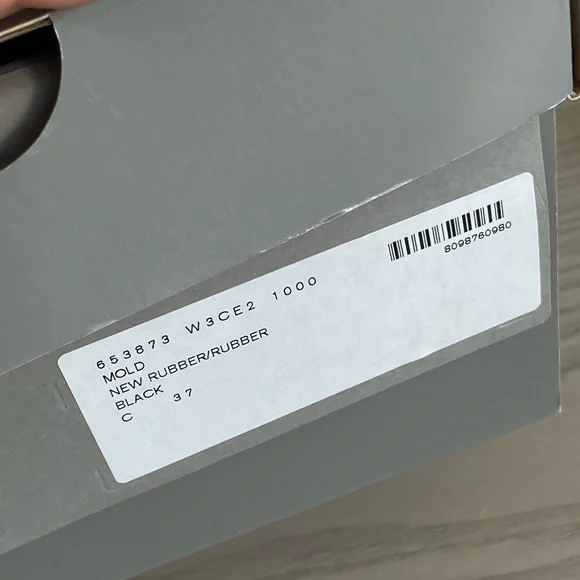 8098760980
653873 W3CE2 1000
MOLD
NEW RUBBER/RUBBER
BLACK
C 37